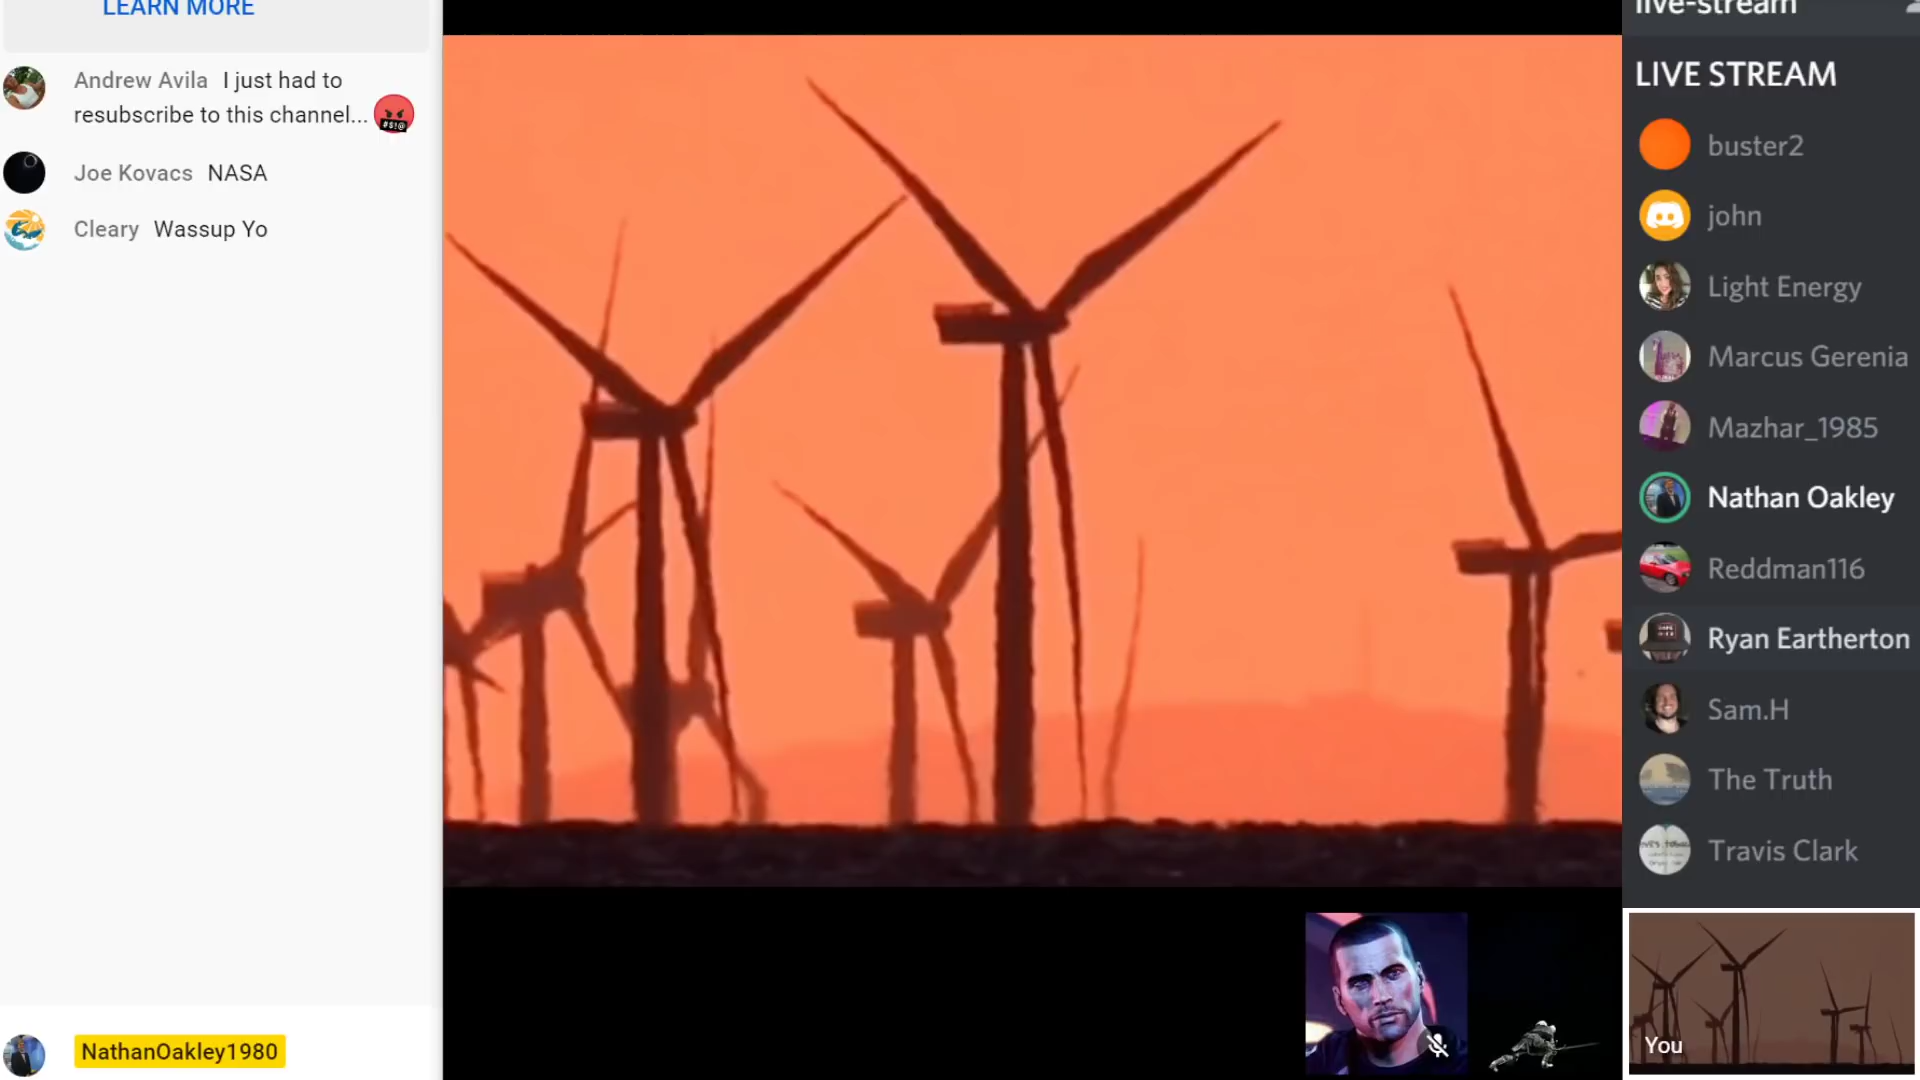 LEARN MORE
Andrew Avila I just had to
resubscribe to this channel...
Joe Kovacs NASA
Cleary Wassup Yo
NathanOakley1980
live-stream
LIVE STREAM
buster2
john
Light Energy
Marcus Gerenia
Mazhar_1985
Nathan Oakley
Reddman116
Ryan Eartherton
Sam.H
The Truth
Travis Clark
You